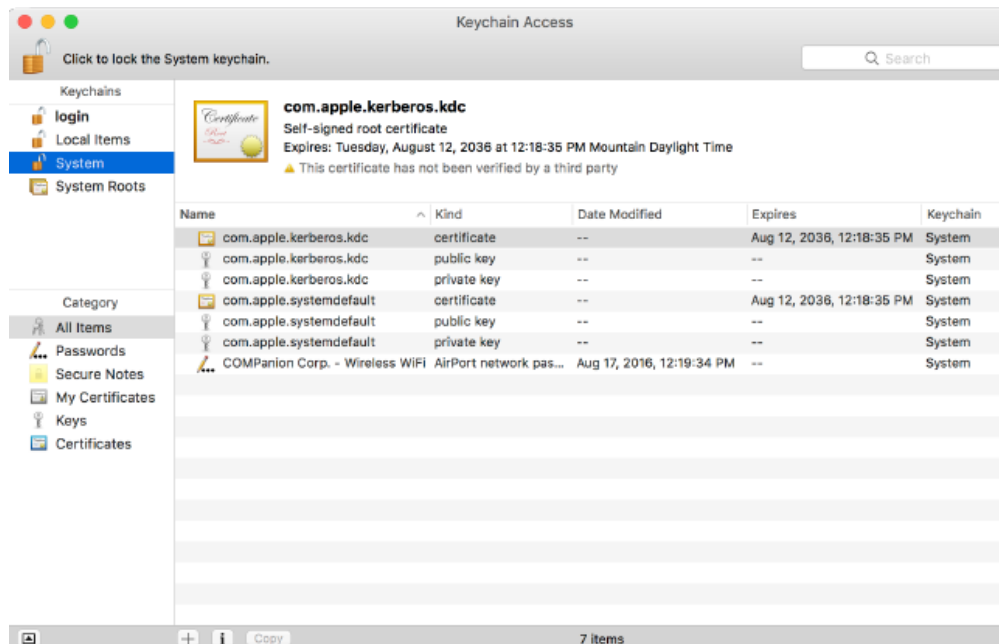 Keychain Access
Click to lock the System keychain.
Search
Keychains
login
Local Items
System
System Roots
Certificate
Root
com.apple.kerberos.kdc
Self-signed root certificate
Expires: Tuesday, August 12, 2036 at 12:18:35 PM Mountain Daylight Time
This certificate has not been verified by a third party
Name Kind Date Modified Expires Keychain
com.apple.kerberos.kdc certificate -- Aug 12, 2036, 12:18:35 PM System
com.apple.kerberos.kdc public key -- -- System
com.apple.kerberos.kdc private key -- -- System
com.apple.systemdefault certificate -- Aug 12, 2036, 12:18:35 PM System
com.apple.systemdefault public key -- -- System
com.apple.systemdefault private key -- -- System
COMPanion Corp. - Wireless WiFi AirPort network pas... Aug 17, 2016, 12:19:34 PM -- System
Category
All Items
Passwords
Secure Notes
My Certificates
Keys
Certificates
+ i Copy 7 items